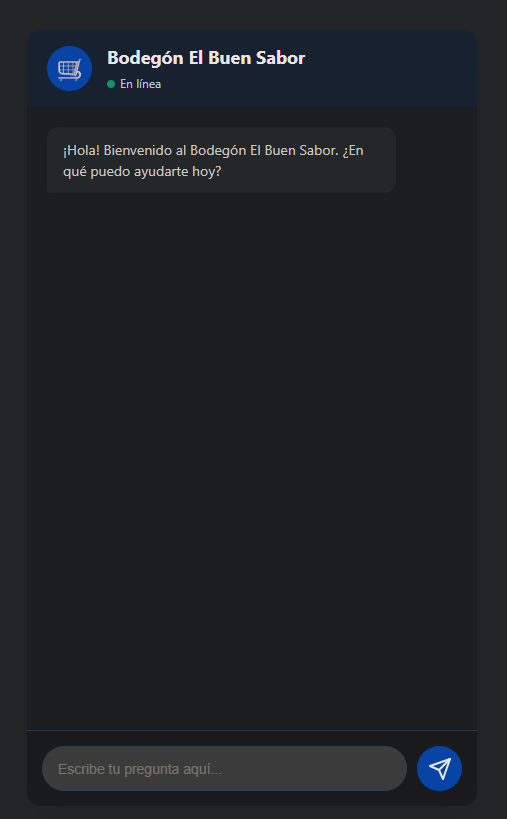 Bodegón El Buen Sabor
En línea
¡Hola! Bienvenido al Bodegón El Buen Sabor. ¿En
qué puedo ayudarte hoy?
Escribe tu pregunta aquí...